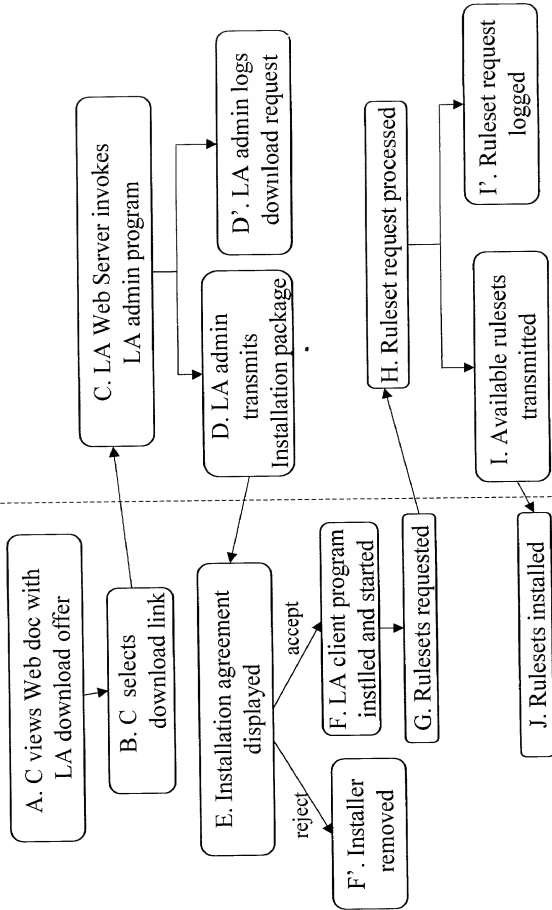 A. C views Web doc with
LA download offer
B. C selects
download link
C. LA Web Server invokes
LA admin program
D. LA admin
transmits
Installation package
D'. LA admin logs
download request
E. Installation agreement
displayed
reject
accept
F'. Installer
removed
F. LA client program
instlled and started
G. Rulesets requested
H. Ruleset request processed
I. Available rulesets
transmitted
I'. Ruleset request
logged
J. Rulesets installed